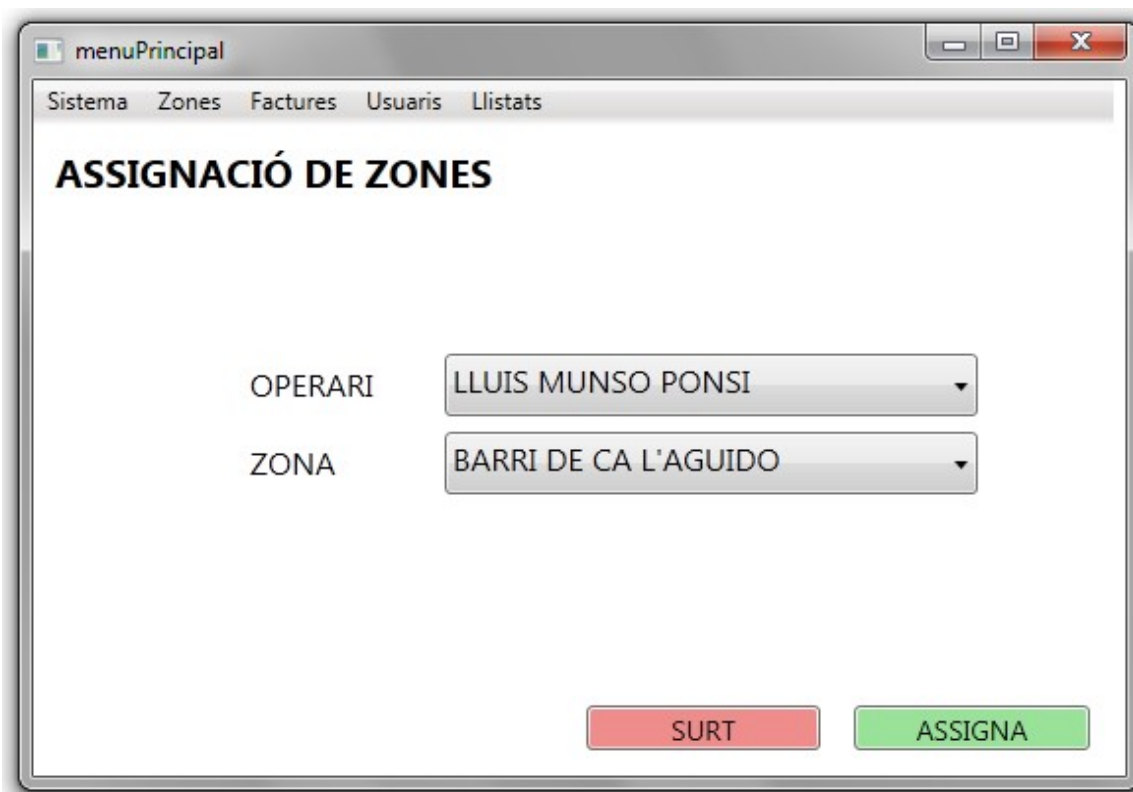 menuPrincipal
Sistema Zones Factures Usuaris Llistats
ASSIGNACIÓ DE ZONES
OPERARI LLUIS MUNSO PONSI
ZONA BARRI DE CA L'AGUIDO
SURT ASSIGNA